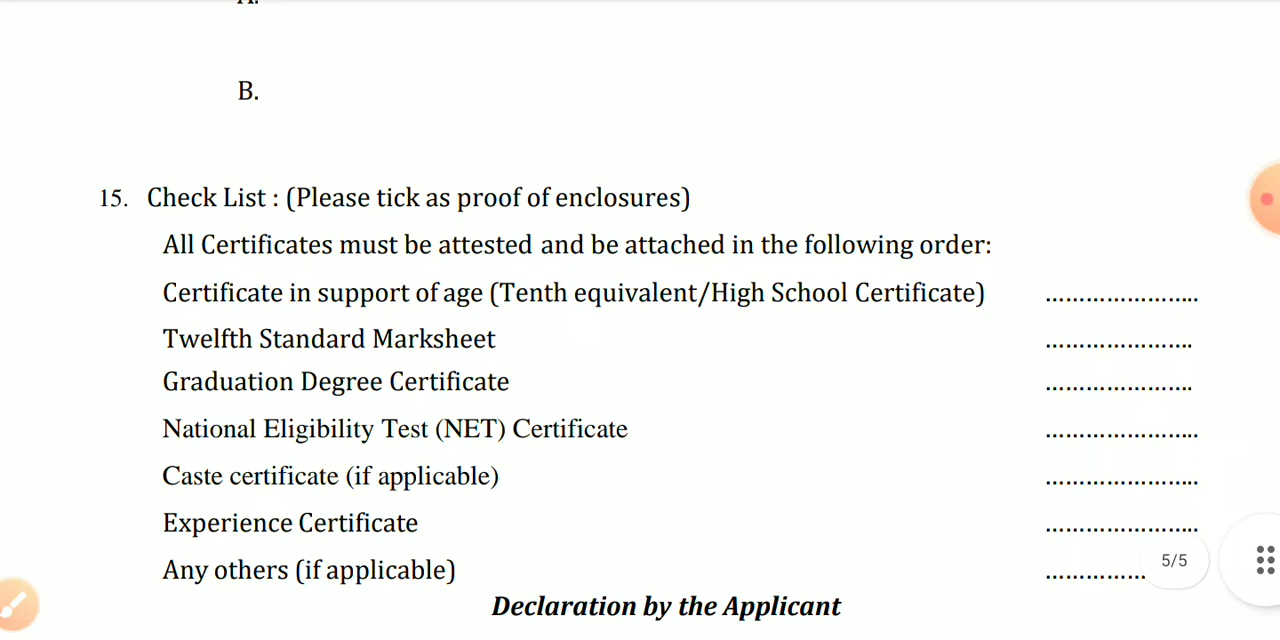 B.
15. Check List : (Please tick as proof of enclosures)
All Certificates must be attested and be attached in the following order:
Certificate in support of age (Tenth equivalent/High School Certificate) ……………………..
Twelfth Standard Marksheet ………………….
Graduation Degree Certificate ………………….
National Eligibility Test (NET) Certificate ……………………..
Caste certificate (if applicable) ……………………..
Experience Certificate ……………………..
Any others (if applicable) ……………
5/5
Declaration by the Applicant